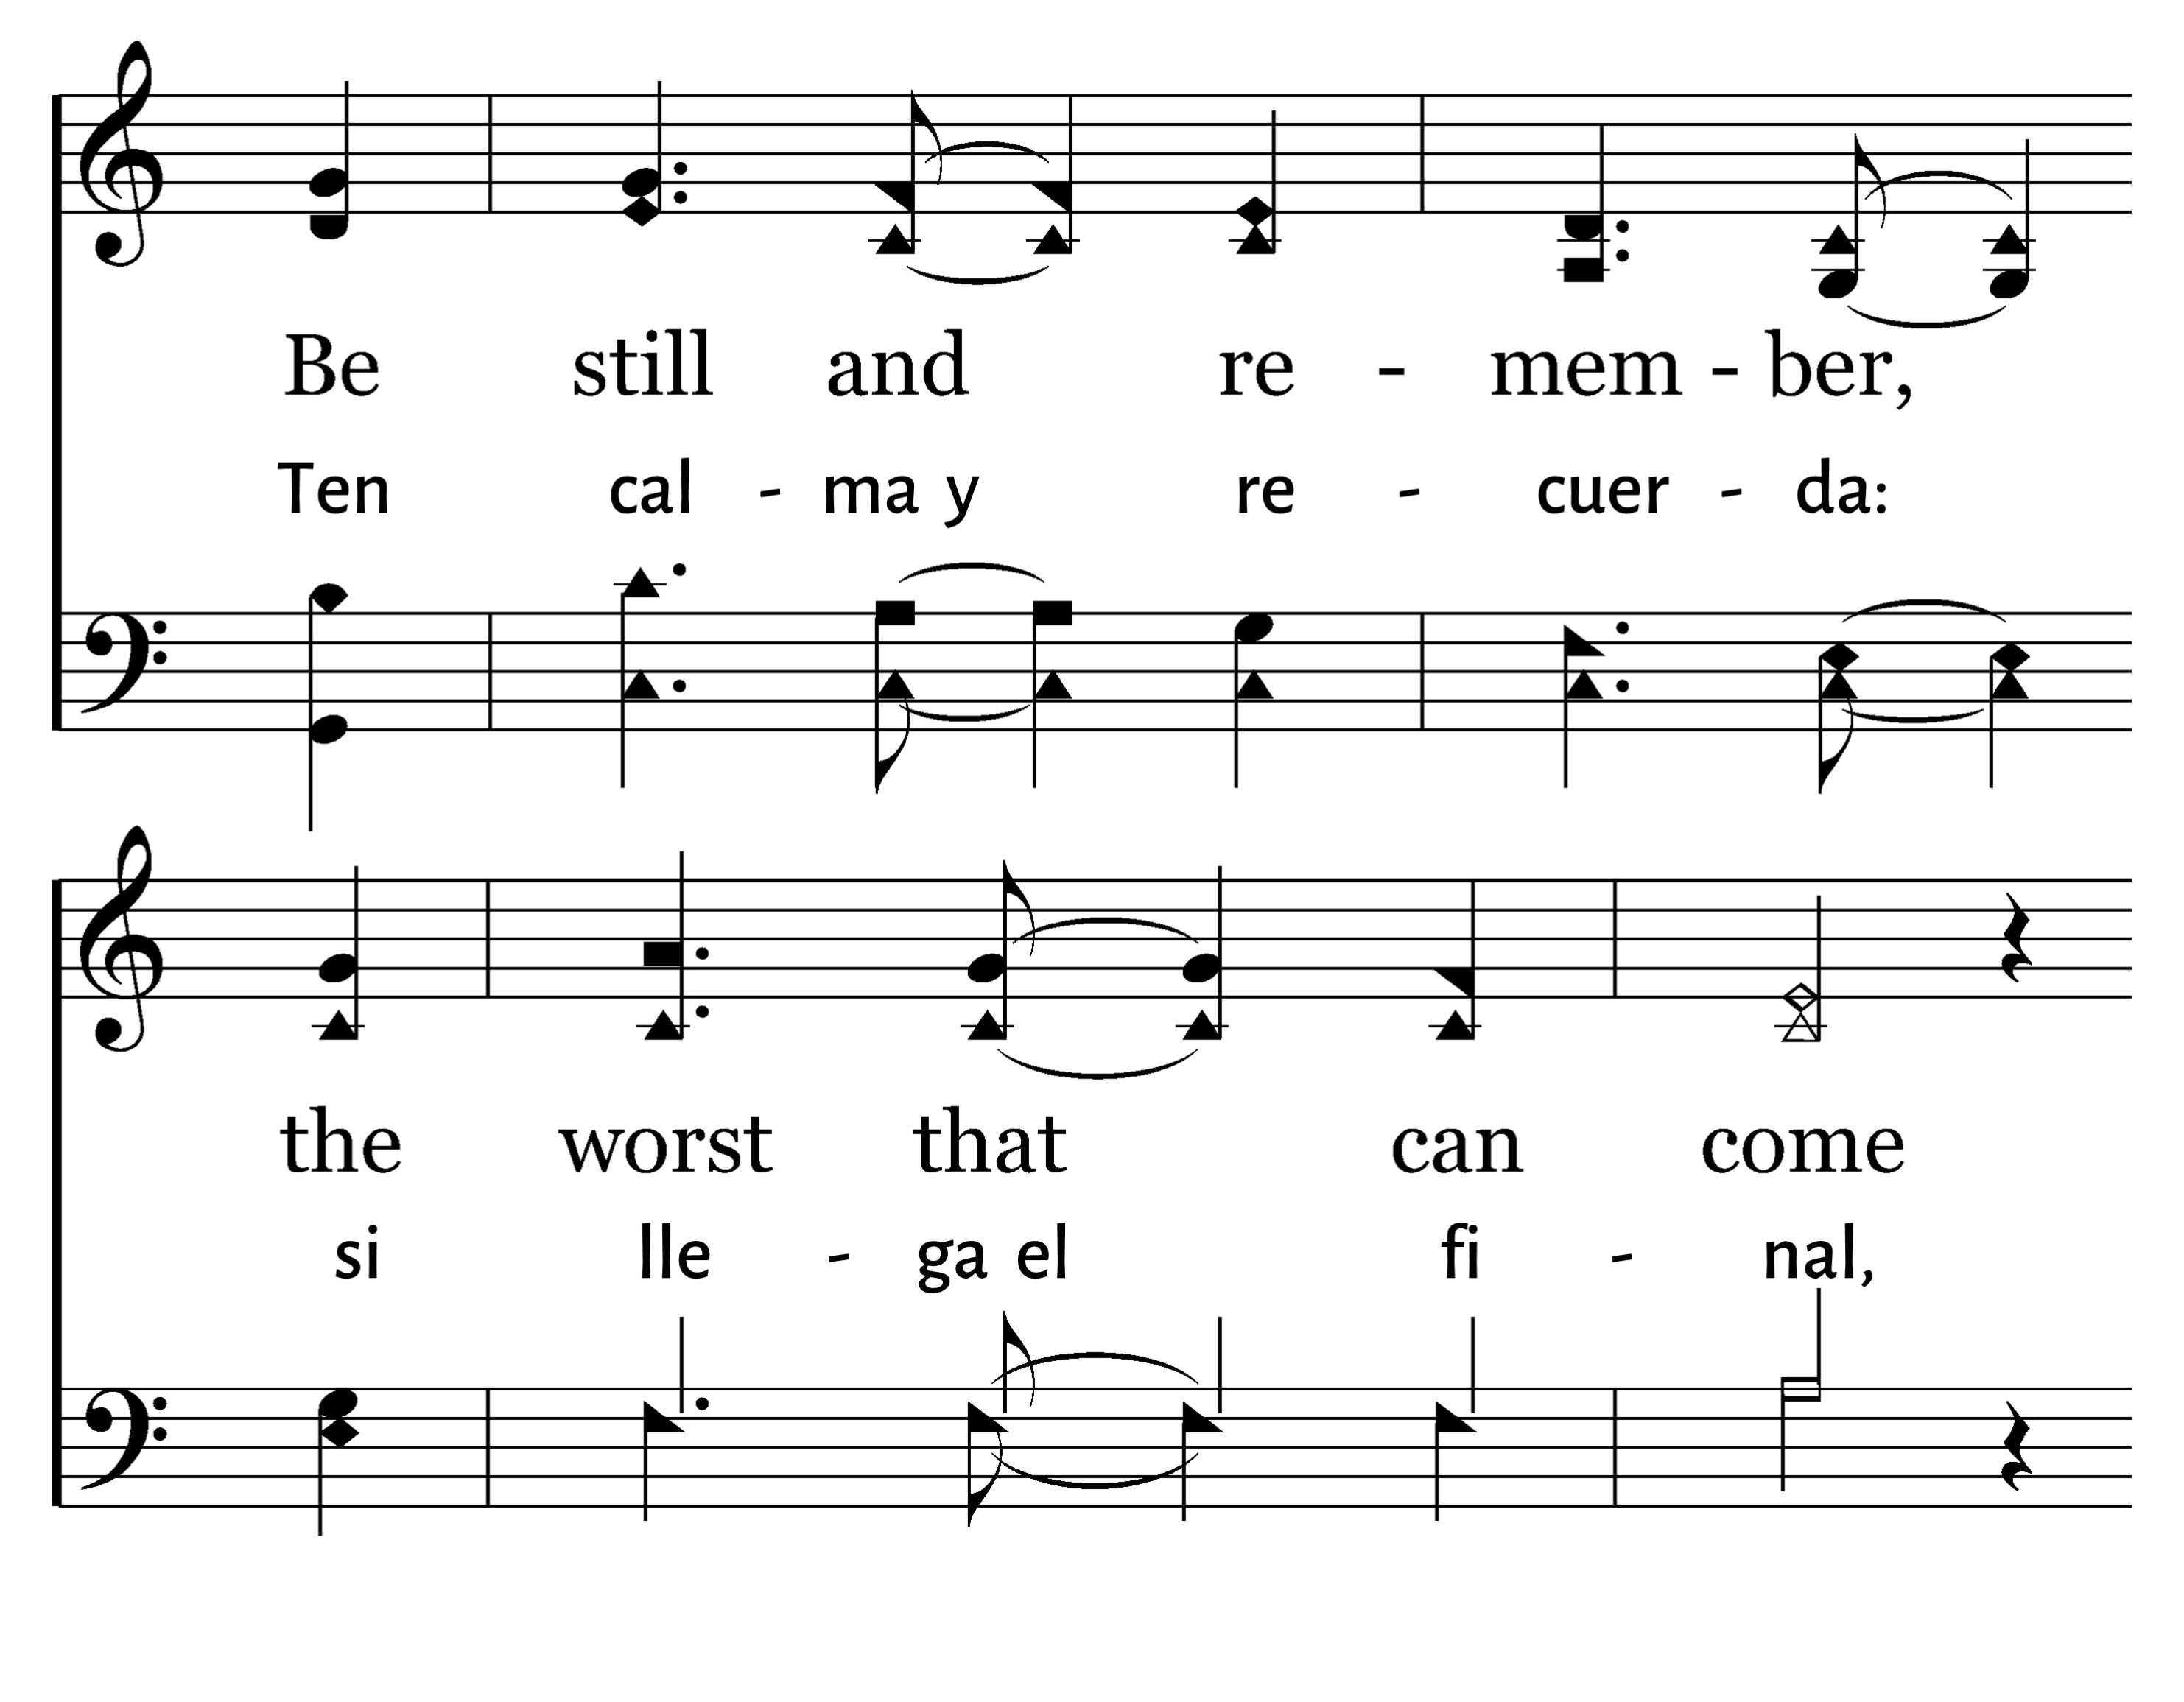 Be still and re - mem - ber,
Ten cal - ma y re - cuer - da:
the worst that can come
si lle - ga el fi - nal,